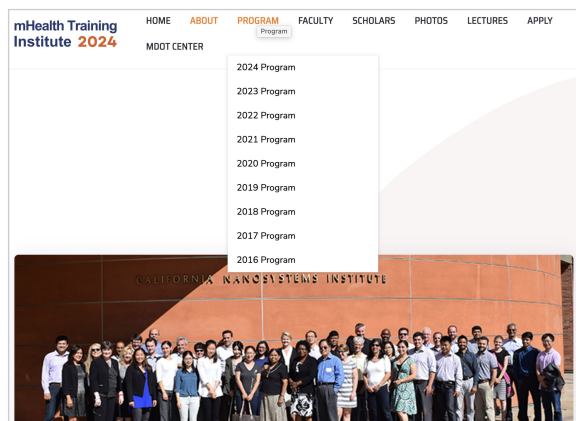 mHealth Training
Institute 2024
HOME ABOUT PROGRAM FACULTY SCHOLARS PHOTOS LECTURES APPLY
Program
MDOT CENTER
2024 Program
2023 Program
2022 Program
2021 Program
2020 Program
2019 Program
2018 Program
2017 Program
2016 Program
CALIFORNIA NANOSYSTEMS INSTITUTE